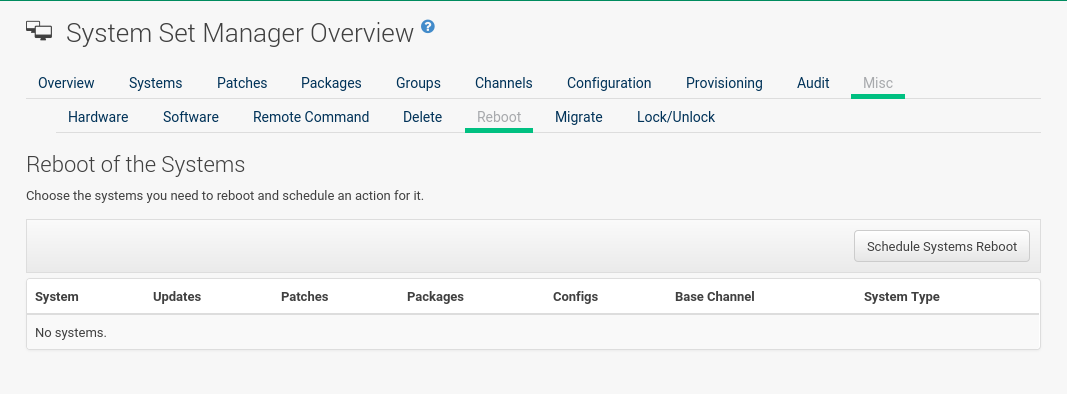 System Set Manager Overview ?
Overview Systems Patches Packages Groups Channels Configuration Provisioning Audit Misc
Hardware Software Remote Command Delete Reboot Migrate Lock/Unlock
Reboot of the Systems
Choose the systems you need to reboot and schedule an action for it.
Schedule Systems Reboot
System Updates Patches Packages Configs Base Channel System Type
No systems.